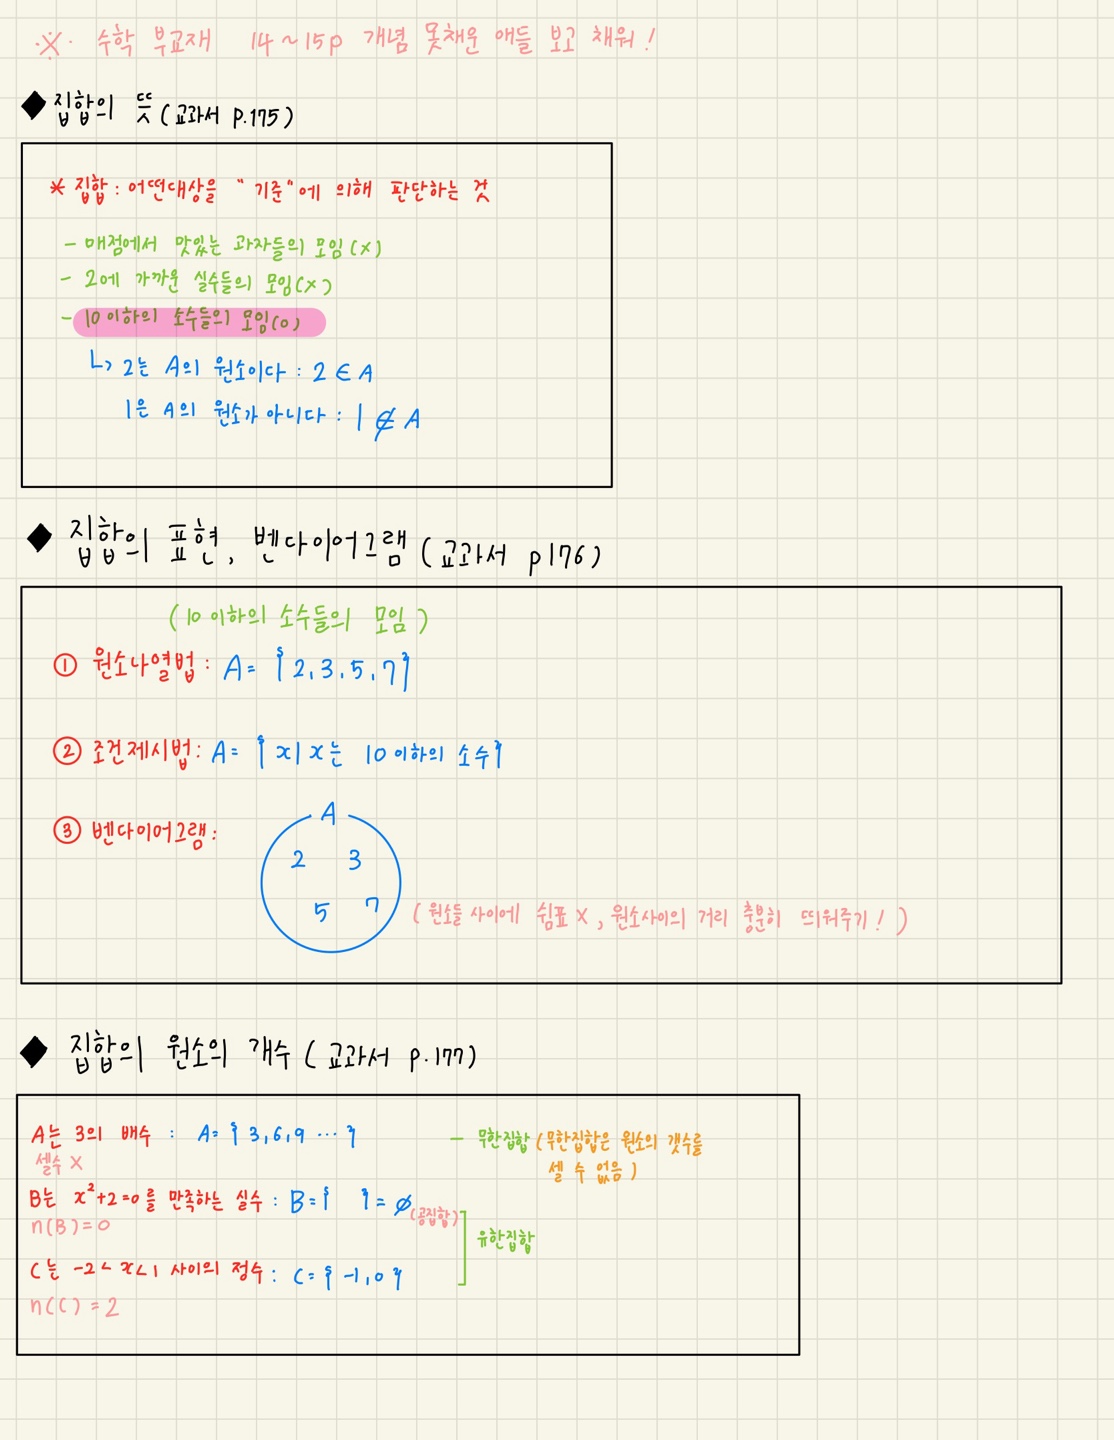 ※ 수학 부교재 14~15p 개념 못채운 애들 보고 채워!
◆ 집합의 뜻 (교과서 p.175)
* 집합 : 어떤대상을 "기준"에 의해 판단하는 것
- 매점에서 맛있는 과자들의 모임(x)
- 2에 가까운 실수들의 모임(x)
- 10이하의 소수들의 모임(o)
↳ 2는 A의 원소이다 : 2 ∈ A
1은 A의 원소가 아니다 : 1 ∉ A
◆ 집합의 표현, 벤다이어그램 (교과서 p176)
(10이하의 소수들의 모임)
① 원소나열법 : A = {2, 3, 5, 7}
② 조건제시법 : A = {x | x는 10이하의 소수}
③ 벤다이어그램 :
A
2 3
5 7
(원소들 사이에 쉼표 X, 원소사이의 거리 충분히 띄워주기!)
◆ 집합의 원소의 개수 (교과서 p.177)
A는 3의 배수 : A = {3, 6, 9 ⋯} - 무한집합 (무한집합은 원소의 갯수를
셀 수 없음)
셀수 X
B는 x²+2=0를 만족하는 실수 : B = { } = ∅ (공집합)
n(B) = 0
유한집합
C는 -2<x<1 사이의 정수 : C = {-1, 0}
n(C) = 2